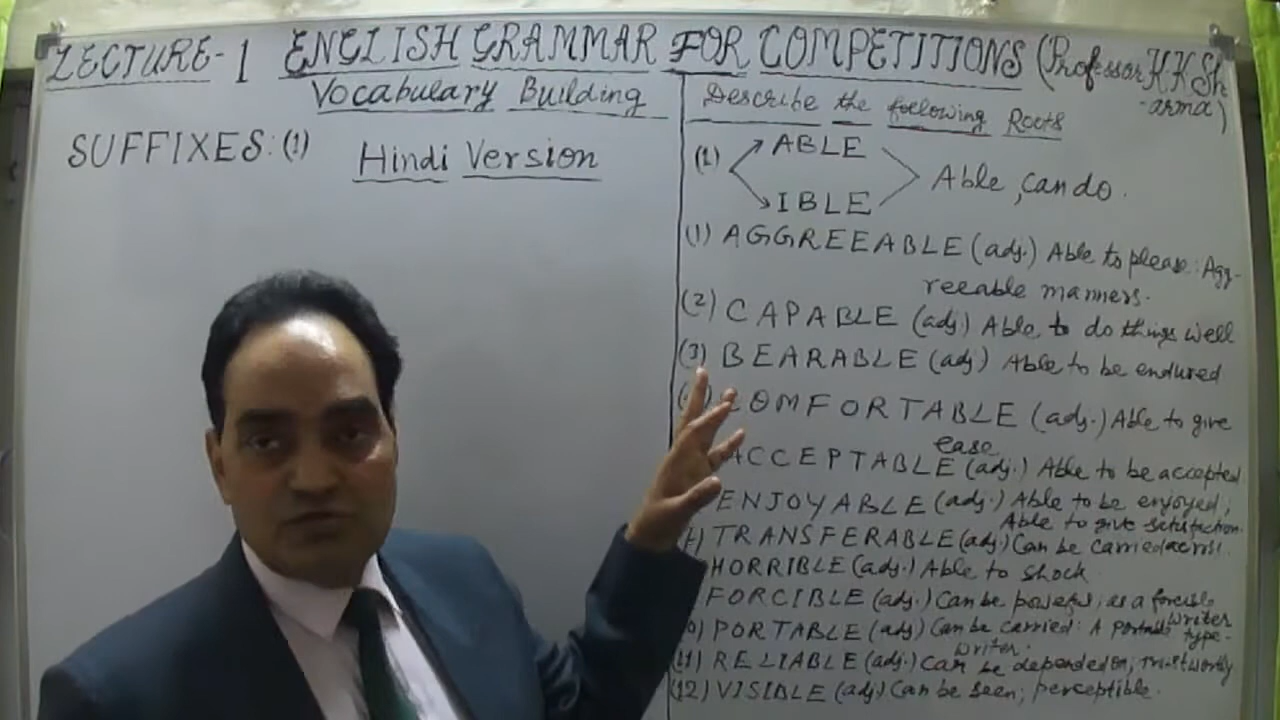 LECTURE-1 ENGLISH GRAMMAR FOR COMPETITIONS (Professor KK Sh
-arma)
Vocabulary Building
SUFFIXES:(1) Hindi Version
Describe the following Roots
(1) ABLE
IBLE
Able, can do.
(1) AGGREEABLE (adj.) Able to please: Agg-
reeable manners.
(2) CAPABLE (adj.) Able to do things well
(3) BEARABLE (adj) Able to be endured
COMFORTABLE (adj.) Able to give
ease
ACCEPTABLE (adj.) Able to be accepted
ENJOYABLE (adj.) Able to be enjoyed;
Able to give satisfaction.
TRANSFERABLE (adj.) Can be carried across.
HORRIBLE (adj.) Able to shock
FORCIBLE (adj.) Can be powerful; as a forcible
writer
PORTABLE (adj) Can be carried: A portable type-
writer.
(11) RELIABLE (adj.) Can be depended on; trustworthy
(12) VISIBLE (adj.) Can be seen; perceptible.